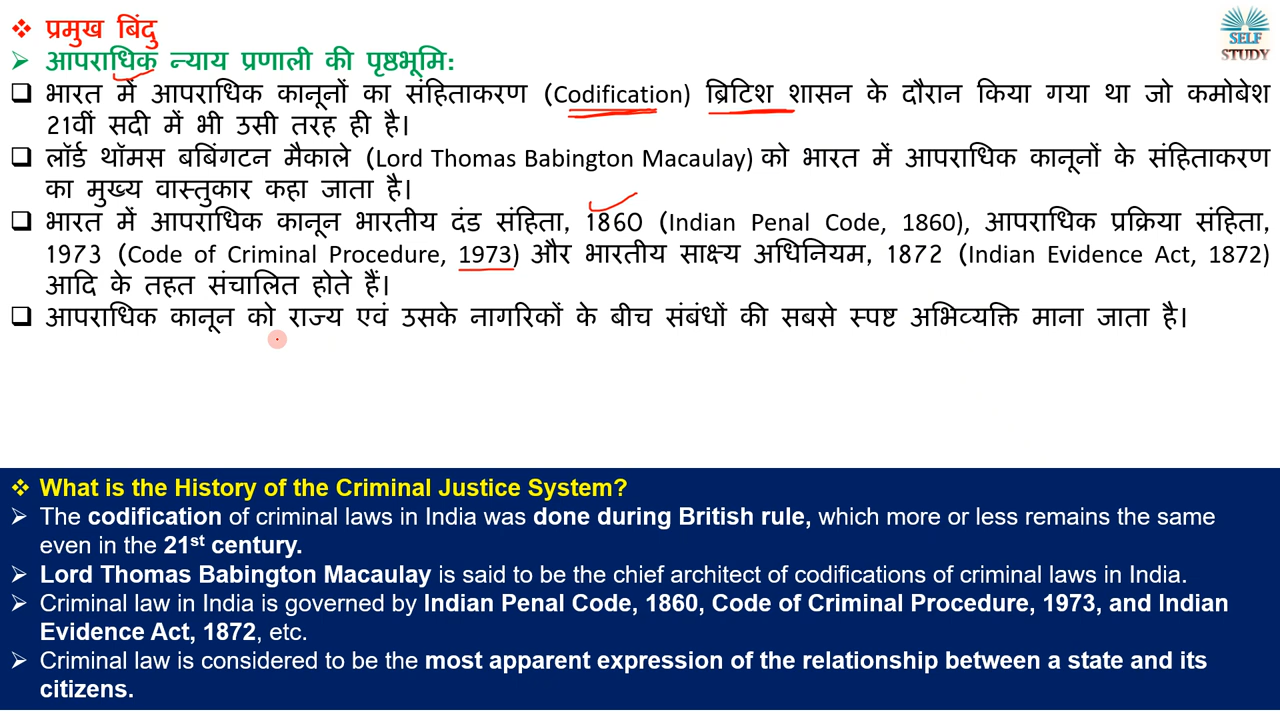 ❖ प्रमुख बिंदु
SELF
STUDY
➤ आपराधिक न्याय प्रणाली की पृष्ठभूमि:
❑ भारत में आपराधिक कानूनों का संहिताकरण (Codification) ब्रिटिश शासन के दौरान किया गया था जो कमोबेश
21वीं सदी में भी उसी तरह ही है।
❑ लॉर्ड थॉमस बबिंगटन मैकाले (Lord Thomas Babington Macaulay) को भारत में आपराधिक कानूनों के संहिताकरण
का मुख्य वास्तुकार कहा जाता है।
❑ भारत में आपराधिक कानून भारतीय दंड संहिता, 1860 (Indian Penal Code, 1860), आपराधिक प्रक्रिया संहिता,
1973 (Code of Criminal Procedure, 1973) और भारतीय साक्ष्य अधिनियम, 1872 (Indian Evidence Act, 1872)
आदि के तहत संचालित होते हैं।
❑ आपराधिक कानून को राज्य एवं उसके नागरिकों के बीच संबंधों की सबसे स्पष्ट अभिव्यक्ति माना जाता है।
❖ What is the History of the Criminal Justice System?
➤ The codification of criminal laws in India was done during British rule, which more or less remains the same
even in the 21st century.
➤ Lord Thomas Babington Macaulay is said to be the chief architect of codifications of criminal laws in India.
➤ Criminal law in India is governed by Indian Penal Code, 1860, Code of Criminal Procedure, 1973, and Indian
Evidence Act, 1872, etc.
➤ Criminal law is considered to be the most apparent expression of the relationship between a state and its
citizens.